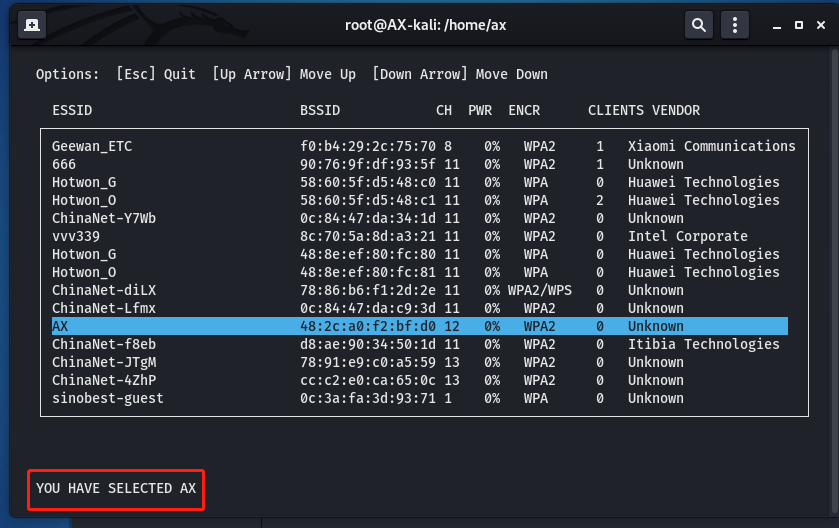 root@AX-kali: /home/ax
Options: [Esc] Quit [Up Arrow] Move Up [Down Arrow] Move Down
ESSID BSSID CH PWR ENCR CLIENTS VENDOR
Geewan_ETC f0:b4:29:2c:75:70 8 0% WPA2 1 Xiaomi Communications
666 90:76:9f:df:93:5f 11 0% WPA2 1 Unknown
Hotwon_G 58:60:5f:d5:48:c0 11 0% WPA 0 Huawei Technologies
Hotwon_O 58:60:5f:d5:48:c1 11 0% WPA 2 Huawei Technologies
ChinaNet-Y7Wb 0c:84:47:da:34:1d 11 0% WPA2 0 Unknown
vvv339 8c:70:5a:8d:a3:21 11 0% WPA2 0 Intel Corporate
Hotwon_G 48:8e:ef:80:fc:80 11 0% WPA 0 Huawei Technologies
Hotwon_O 48:8e:ef:80:fc:81 11 0% WPA 0 Huawei Technologies
ChinaNet-diLX 78:86:b6:f1:2d:2e 11 0% WPA2/WPS 0 Unknown
ChinaNet-Lfmx 0c:84:47:da:c9:3d 11 0% WPA2 0 Unknown
AX 48:2c:a0:f2:bf:d0 12 0% WPA2 0 Unknown
ChinaNet-f8eb d8:ae:90:34:50:1d 11 0% WPA2 0 Itibia Technologies
ChinaNet-JTgM 78:91:e9:c0:a5:59 13 0% WPA2 0 Unknown
ChinaNet-4ZhP cc:c2:e0:ca:65:0c 13 0% WPA2 0 Unknown
sinobest-guest 0c:3a:fa:3d:93:71 1 0% WPA 0 Unknown
YOU HAVE SELECTED AX